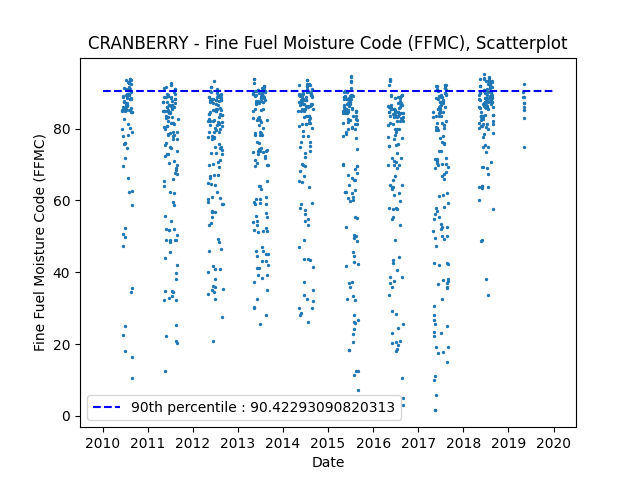 CRANBERRY - Fine Fuel Moisture Code (FFMC), Scatterplot
Fine Fuel Moisture Code (FFMC)
80
60
40
20
0
90th percentile : 90.42293090820313
2010 2011 2012 2013 2014 2015 2016 2017 2018 2019 2020
Date